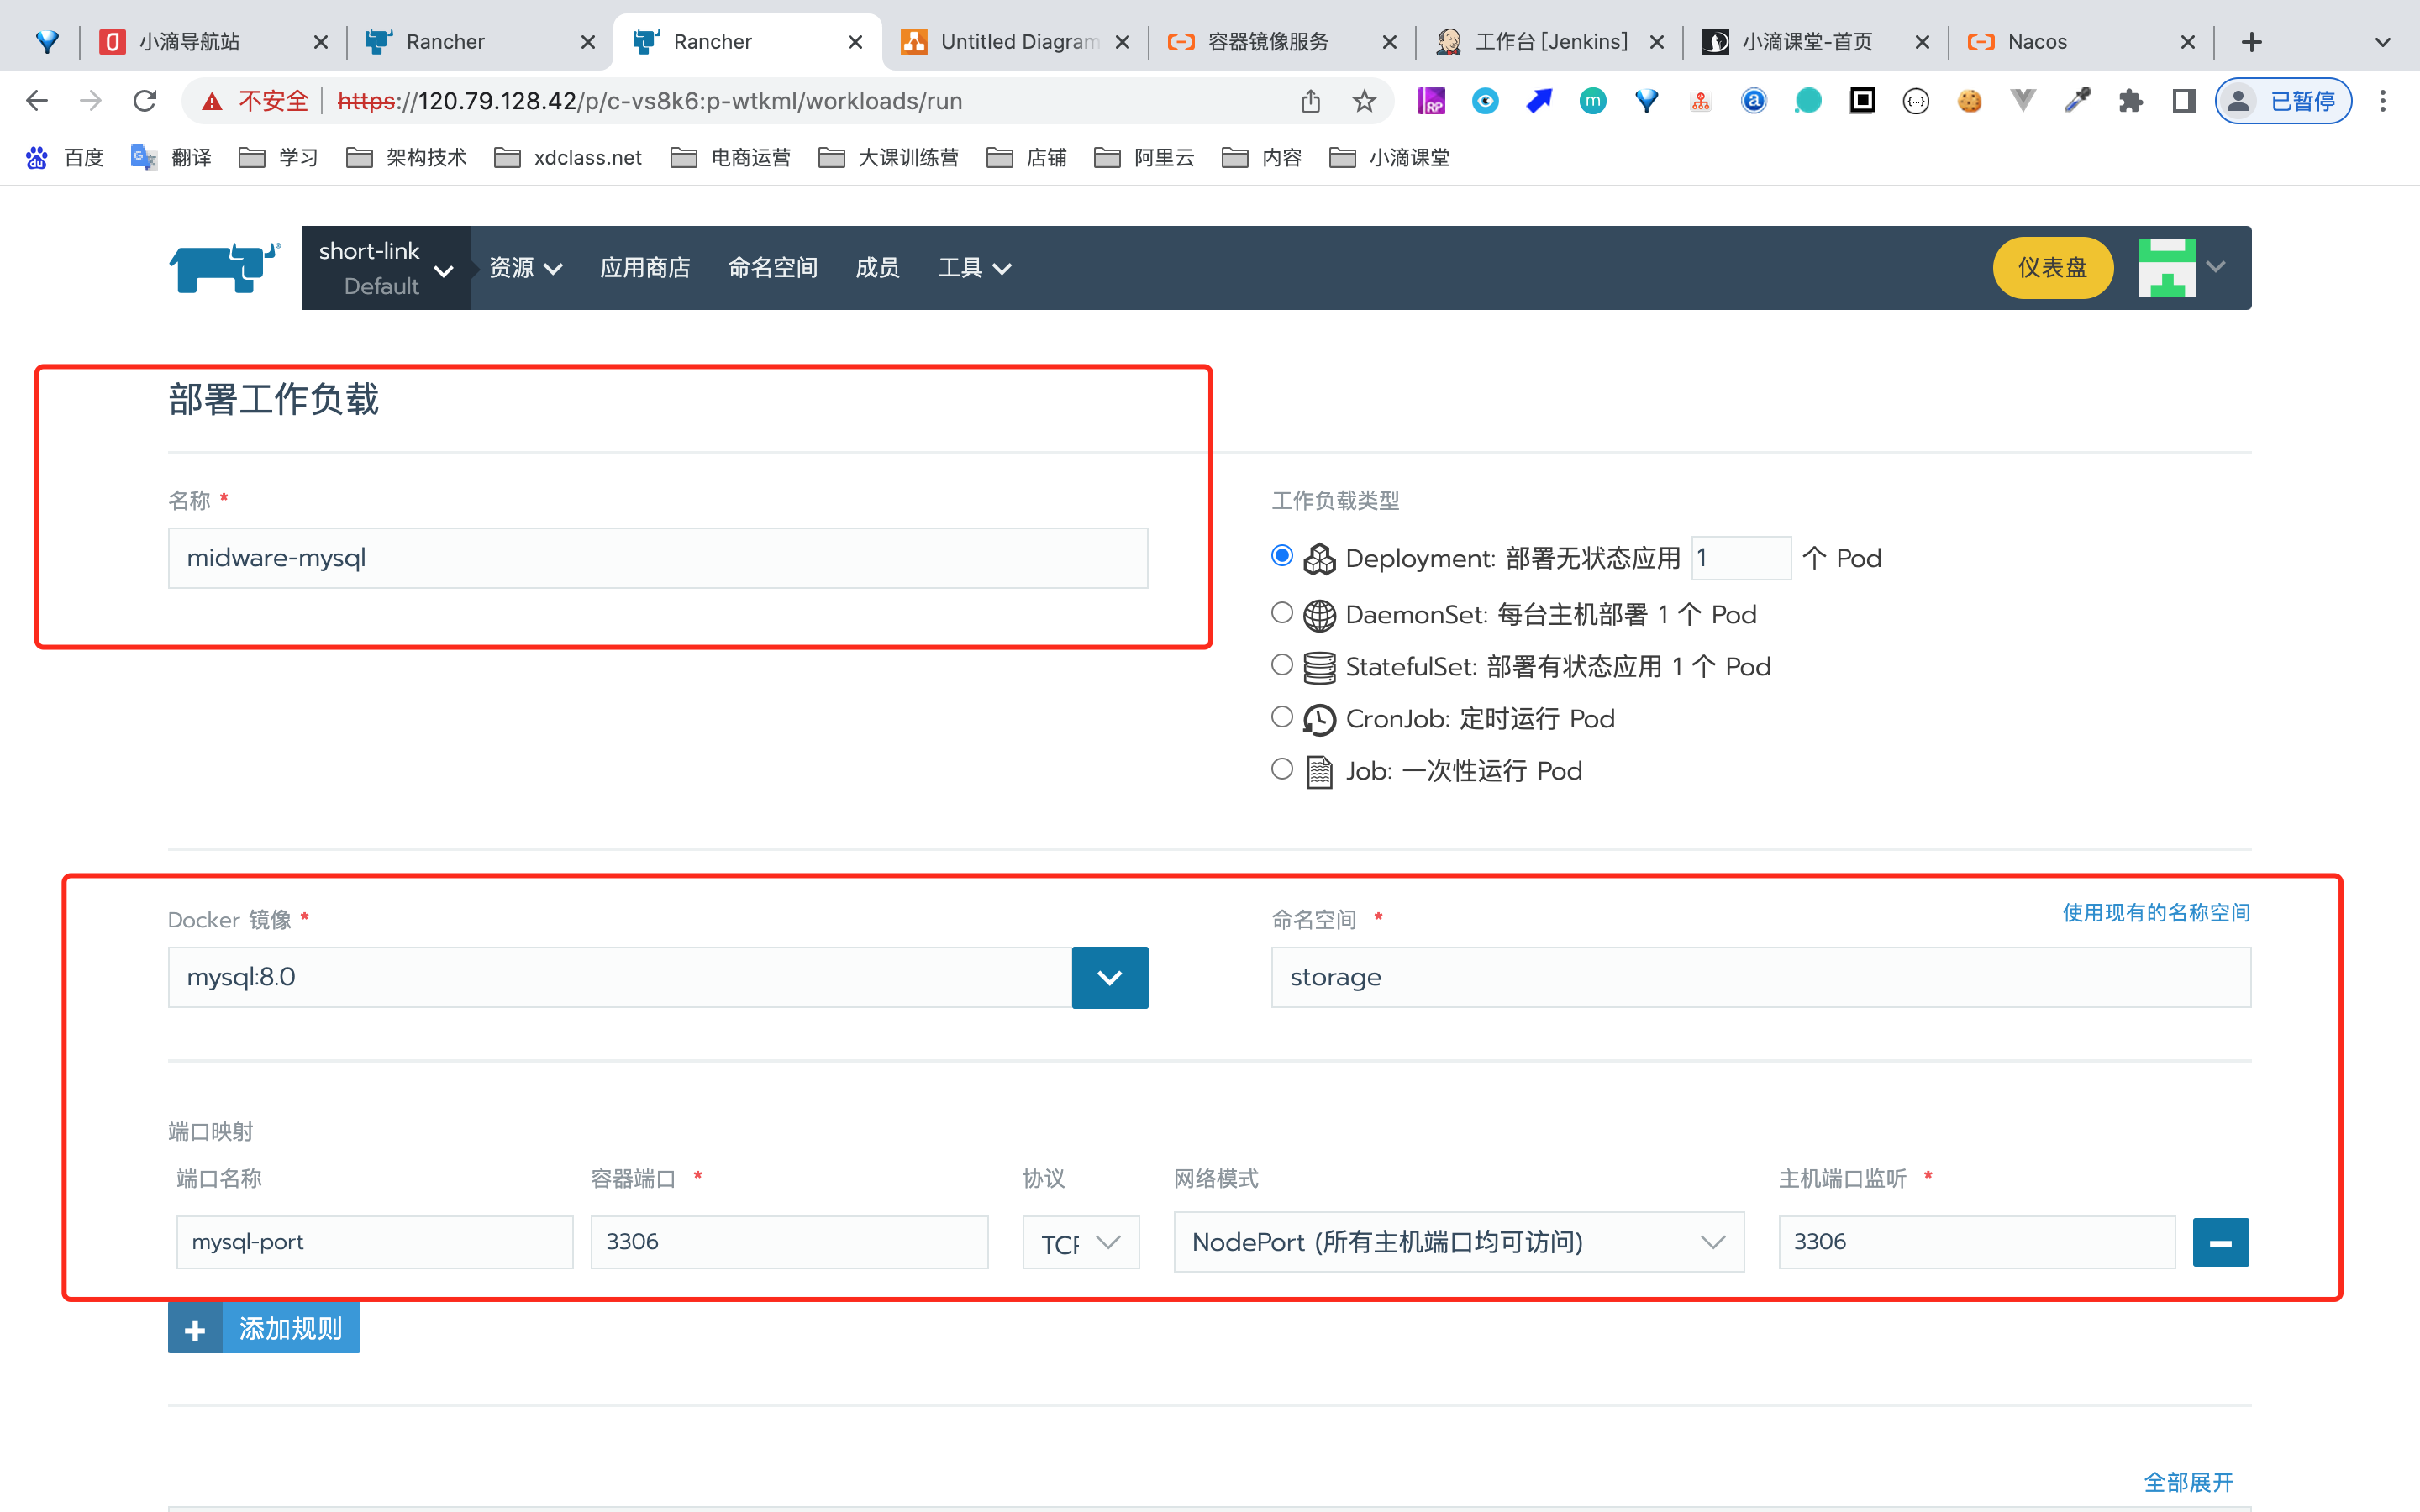 小滴导航站
Rancher
Rancher
Untitled Diagram
容器镜像服务
工作台 [Jenkins]
小滴课堂-首页
Nacos
不安全
https://120.79.128.42/p/c-vs8k6:p-wtkml/workloads/run
已暂停
百度
翻译
学习
架构技术
xdclass.net
电商运营
大课训练营
店铺
阿里云
内容
小滴课堂
short-link
Default
资源
应用商店
命名空间
成员
工具
仪表盘
部署工作负载
名称 *
midware-mysql
工作负载类型
Deployment: 部署无状态应用 1 个 Pod
DaemonSet: 每台主机部署 1 个 Pod
StatefulSet: 部署有状态应用 1 个 Pod
CronJob: 定时运行 Pod
Job: 一次性运行 Pod
Docker 镜像 *
mysql:8.0
命名空间 *
使用现有的名称空间
storage
端口映射
端口名称
容器端口 *
协议
网络模式
主机端口监听 *
mysql-port
3306
TCP
NodePort (所有主机端口均可访问)
3306
添加规则
全部展开